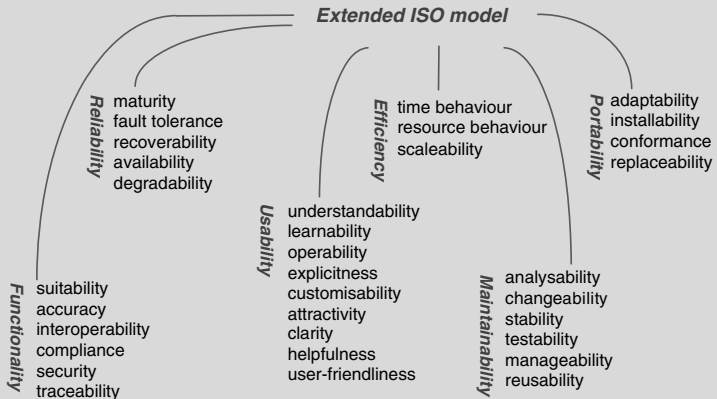 Extended ISO model
Reliability
maturity
fault tolerance
recoverability
availability
degradability
Efficiency
time behaviour
resource behaviour
scaleability
Portability
adaptability
installability
conformance
replaceability
Functionality
suitability
accuracy
interoperability
compliance
security
traceability
Usability
understandability
learnability
operability
explicitness
customisability
attractivity
clarity
helpfulness
user-friendliness
Maintainability
analysability
changeability
stability
testability
manageability
reusability